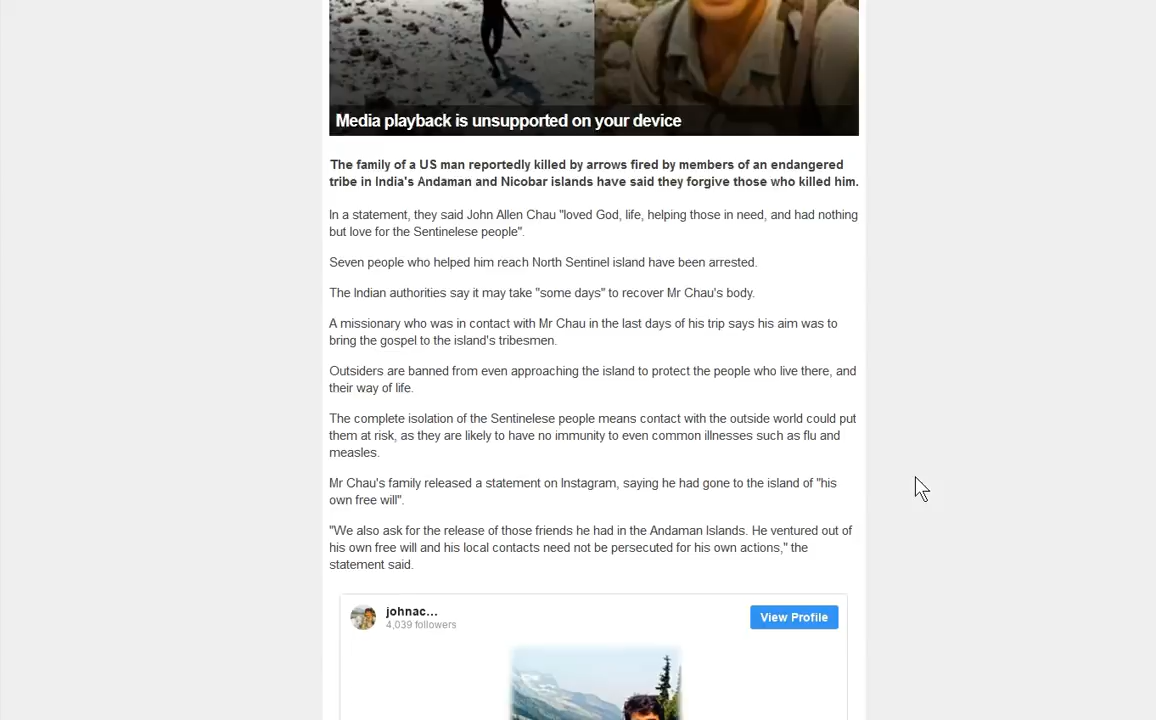 Media playback is unsupported on your device
The family of a US man reportedly killed by arrows fired by members of an endangered
tribe in India's Andaman and Nicobar islands have said they forgive those who killed him.
In a statement, they said John Allen Chau "loved God, life, helping those in need, and had nothing
but love for the Sentinelese people".
Seven people who helped him reach North Sentinel island have been arrested.
The Indian authorities say it may take "some days" to recover Mr Chau's body.
A missionary who was in contact with Mr Chau in the last days of his trip says his aim was to
bring the gospel to the island's tribesmen.
Outsiders are banned from even approaching the island to protect the people who live there, and
their way of life.
The complete isolation of the Sentinelese people means contact with the outside world could put
them at risk, as they are likely to have no immunity to even common illnesses such as flu and
measles.
Mr Chau's family released a statement on Instagram, saying he had gone to the island of "his
own free will".
"We also ask for the release of those friends he had in the Andaman Islands. He ventured out of
his own free will and his local contacts need not be persecuted for his own actions," the
statement said.
johnac...
4,039 followers
View Profile